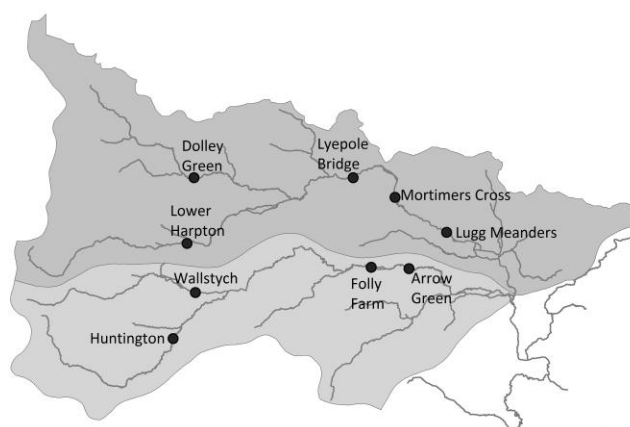 Dolley
Green
Lyepole
Bridge
Mortimers Cross
Lower
Harpton
Lugg Meanders
Wallstych
Folly
Farm
Arrow
Green
Huntington